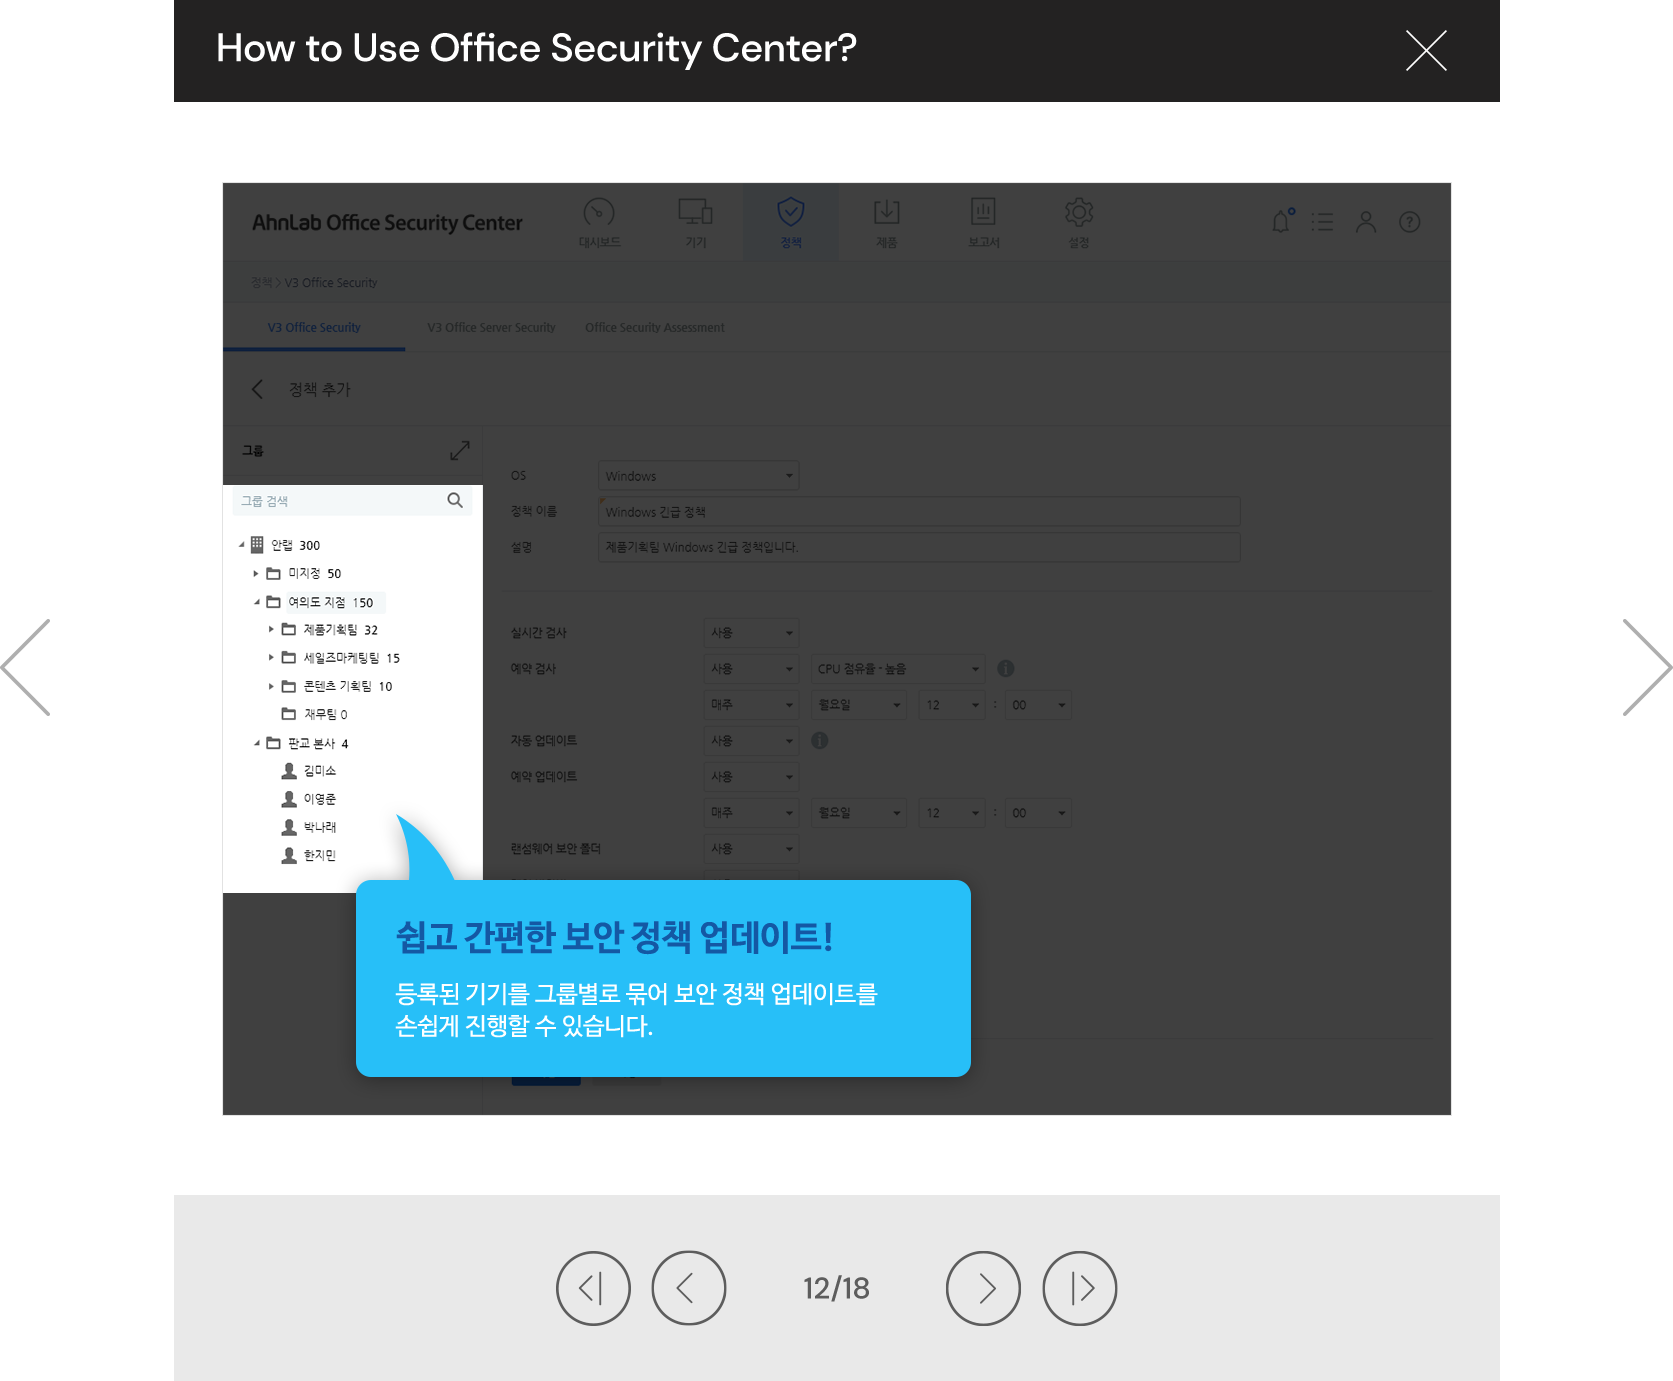 How to Use Office Security Center?
AhnLab Office Security Center
대시보드
기기
정책
제품
보고서
설정
정책 > V3 Office Security
V3 Office Security
V3 Office Server Security
Office Security Assessment
정책 추가
그룹
그룹 검색
안랩 300
미지정 50
여의도 지점 150
제품기획팀 32
세일즈마케팅팀 15
콘텐츠 기획팀 10
재무팀 0
판교 본사 4
김미소
이영준
박나래
한지민
OS Windows
정책 이름 Windows 긴급 정책
설명 제품기획팀 Windows 긴급 정책입니다.
실시간 검사 사용
예약 검사 사용 CPU 점유율 - 높음
매주 월요일 12 : 00
자동 업데이트 사용
예약 업데이트 사용
매주 월요일 12 : 00
랜섬웨어 보안 폴더 사용
쉽고 간편한 보안 정책 업데이트!
등록된 기기를 그룹별로 묶어 보안 정책 업데이트를
손쉽게 진행할 수 있습니다.
12/18